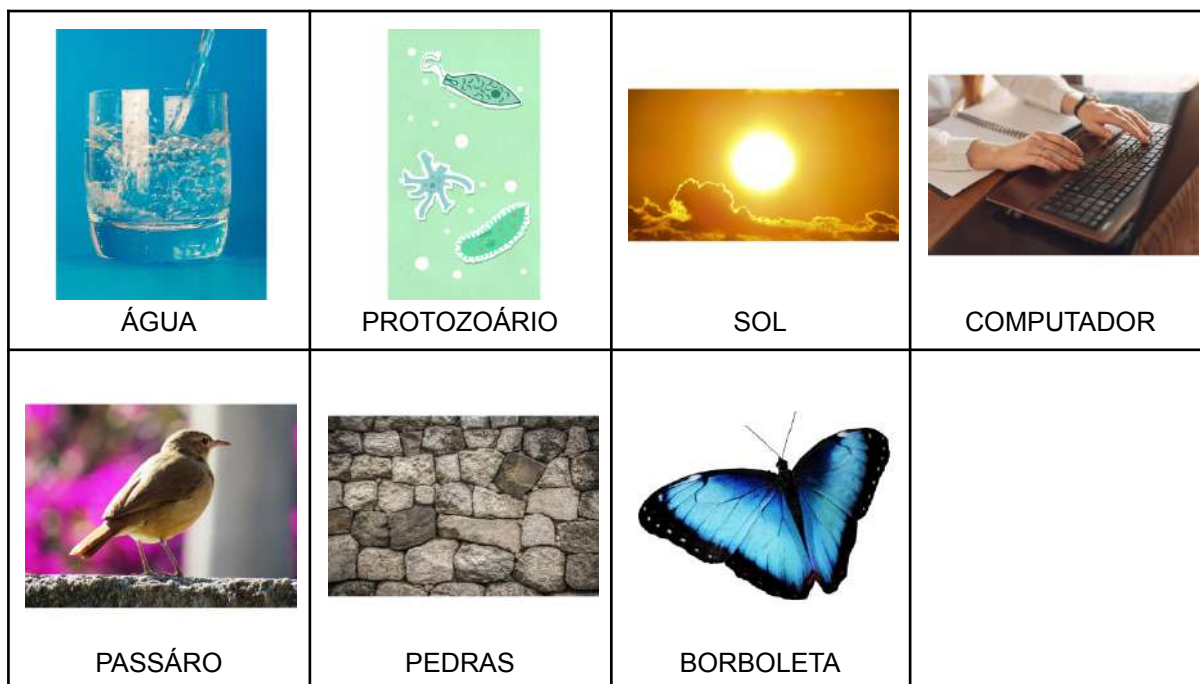 ÁGUA
PROTOZOÁRIO
SOL
COMPUTADOR
PASSÁRO
PEDRAS
BORBOLETA